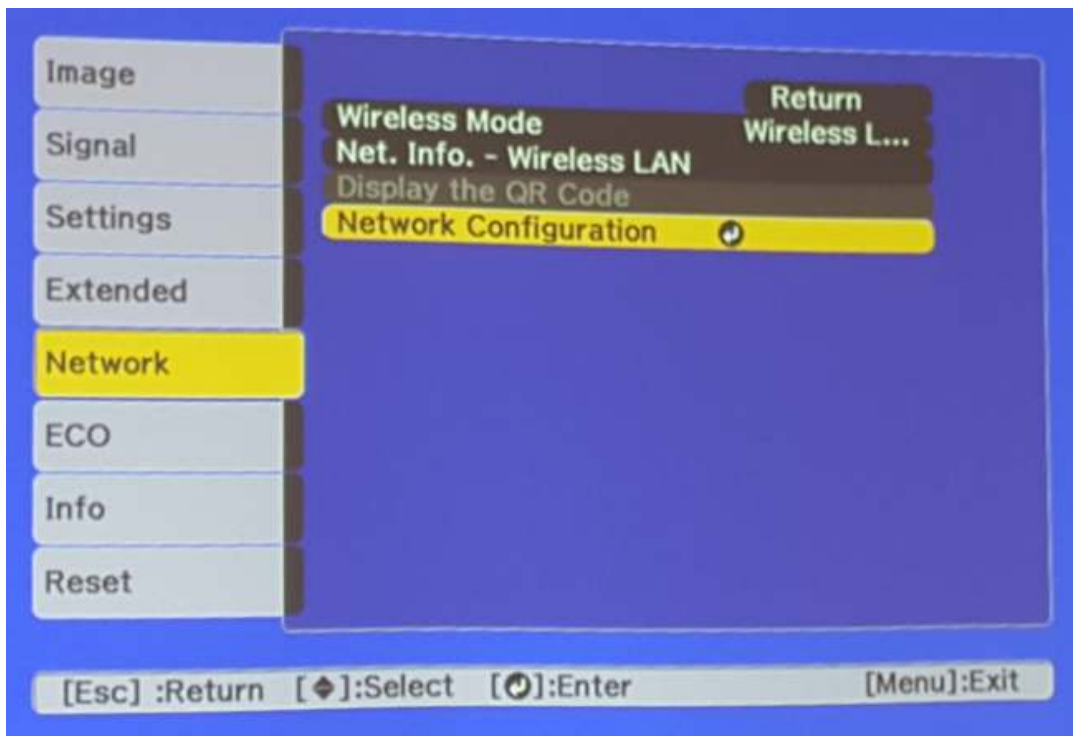 Image
Signal
Settings
Extended
Network
ECO
Info
Reset
Return
Wireless Mode Wireless L...
Net. Info. - Wireless LAN
Display the QR Code
Network Configuration
[Esc] :Return [ ]:Select [ ]:Enter [Menu]:Exit